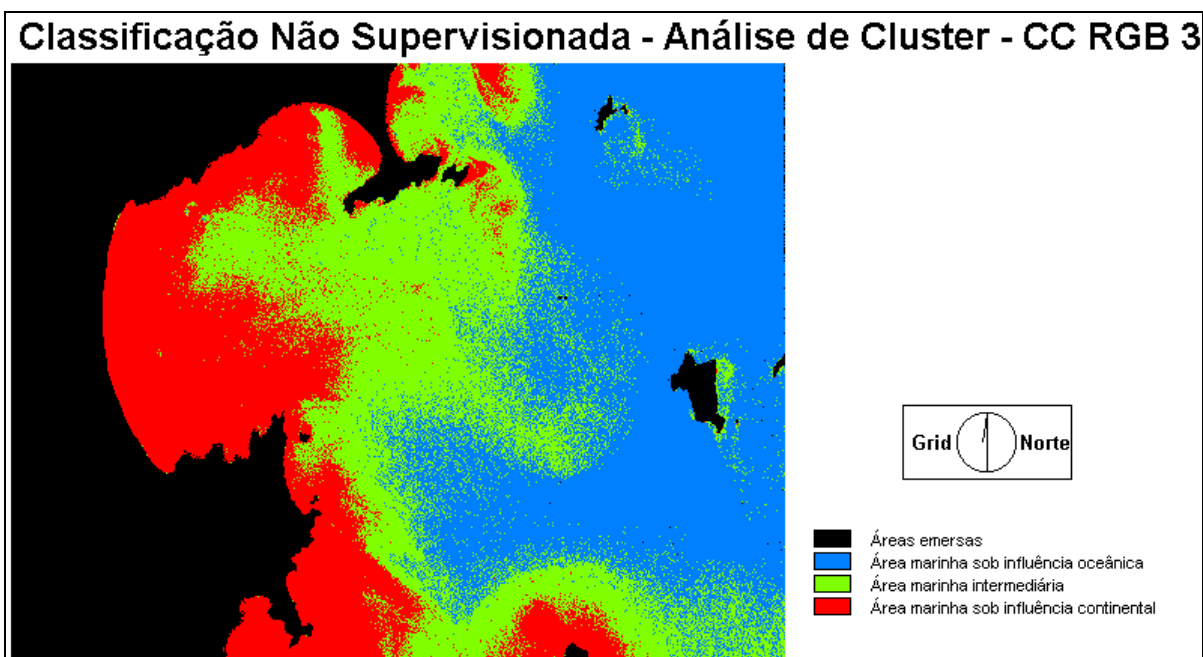 Classificação Não Supervisionada - Análise de Cluster - CC RGB 3
Grid Norte
Áreas emersas
Área marinha sob influência oceânica
Área marinha intermediária
Área marinha sob influência continental